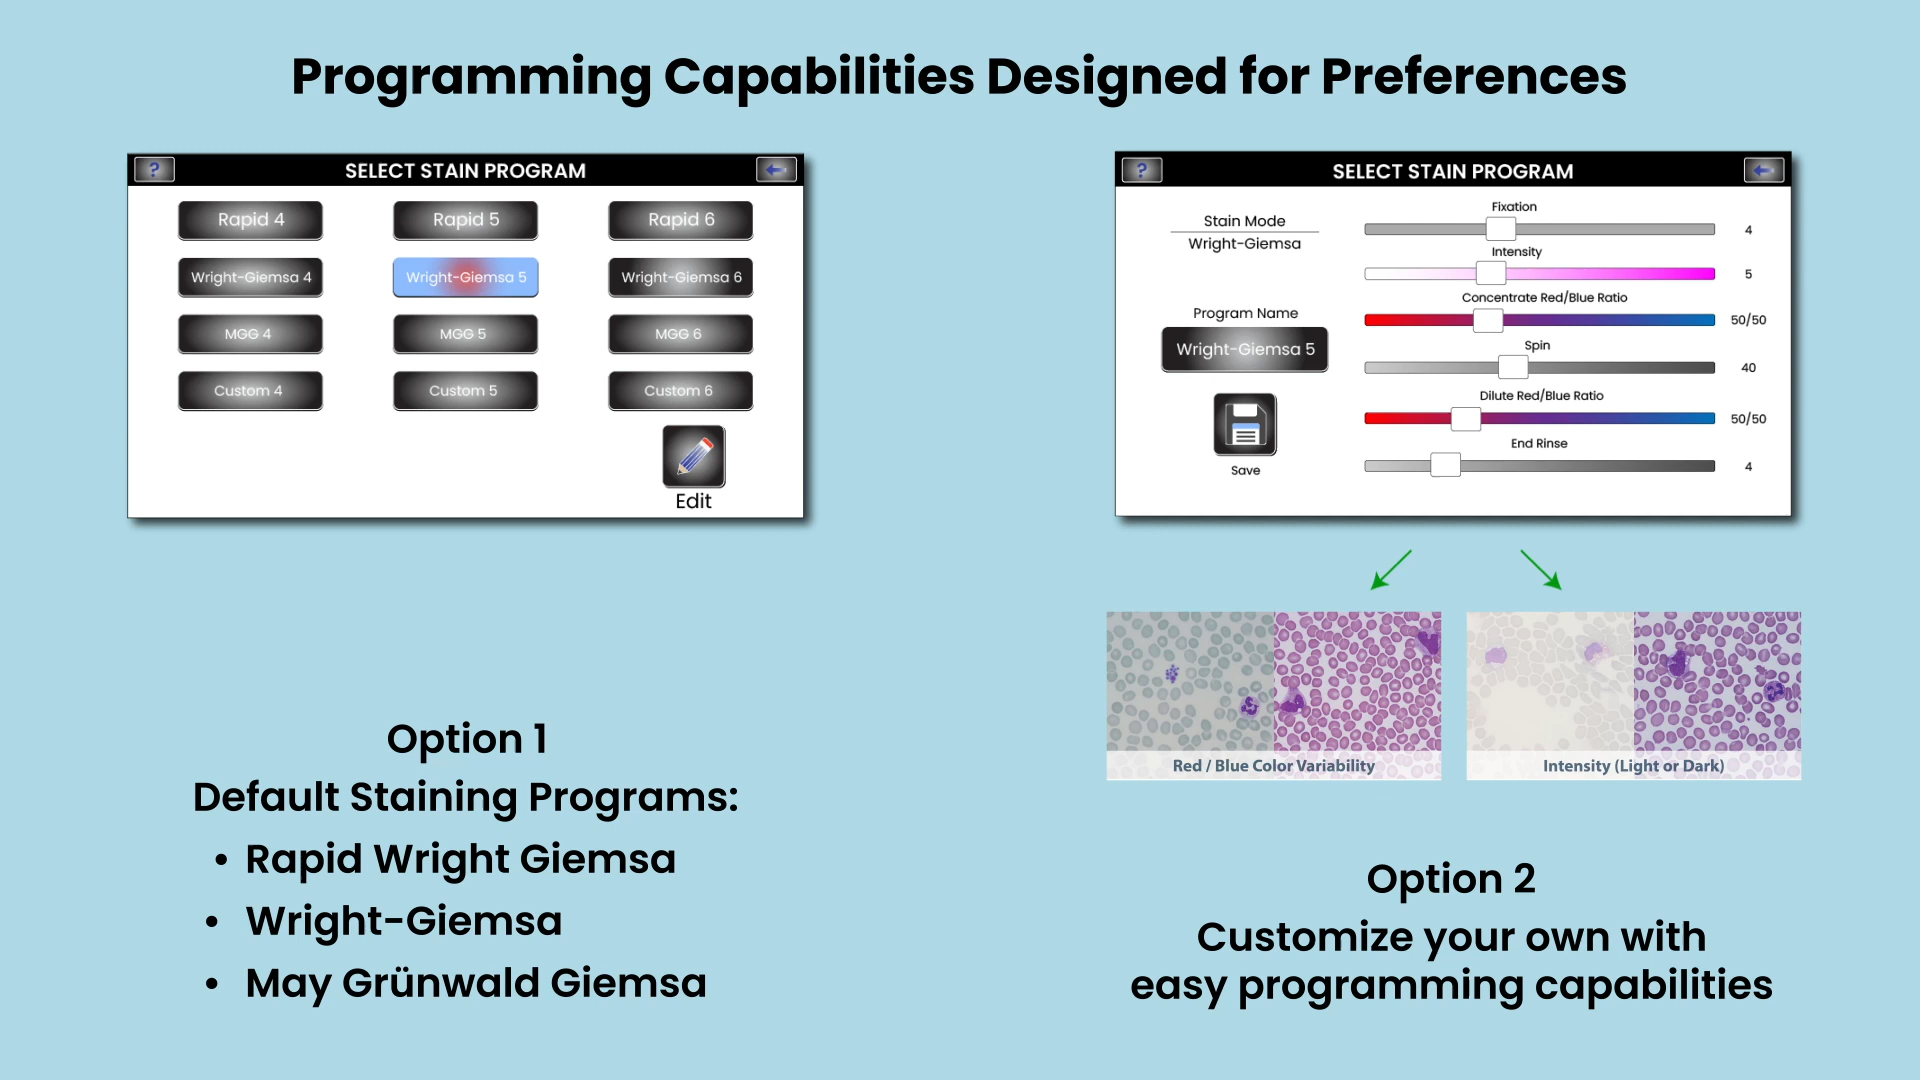 Programming Capabilities Designed for Preferences
?
SELECT STAIN PROGRAM
Rapid 4
Rapid 5
Rapid 6
Wright-Giemsa 4
Wright-Giemsa 5
Wright-Giemsa 6
MGG 4
MGG 5
MGG 6
Custom 4
Custom 5
Custom 6
Edit
?
SELECT STAIN PROGRAM
Stain Mode
Wright-Giemsa
Program Name
Wright-Giemsa 5
Save
Fixation
4
Intensity
5
Concentrate Red/Blue Ratio
50/50
Spin
40
Dilute Red/Blue Ratio
50/50
End Rinse
4
Red / Blue Color Variability
Intensity (Light or Dark)
Option 1
Default Staining Programs:
• Rapid Wright Giemsa
• Wright-Giemsa
• May Grünwald Giemsa
Option 2
Customize your own with
easy programming capabilities